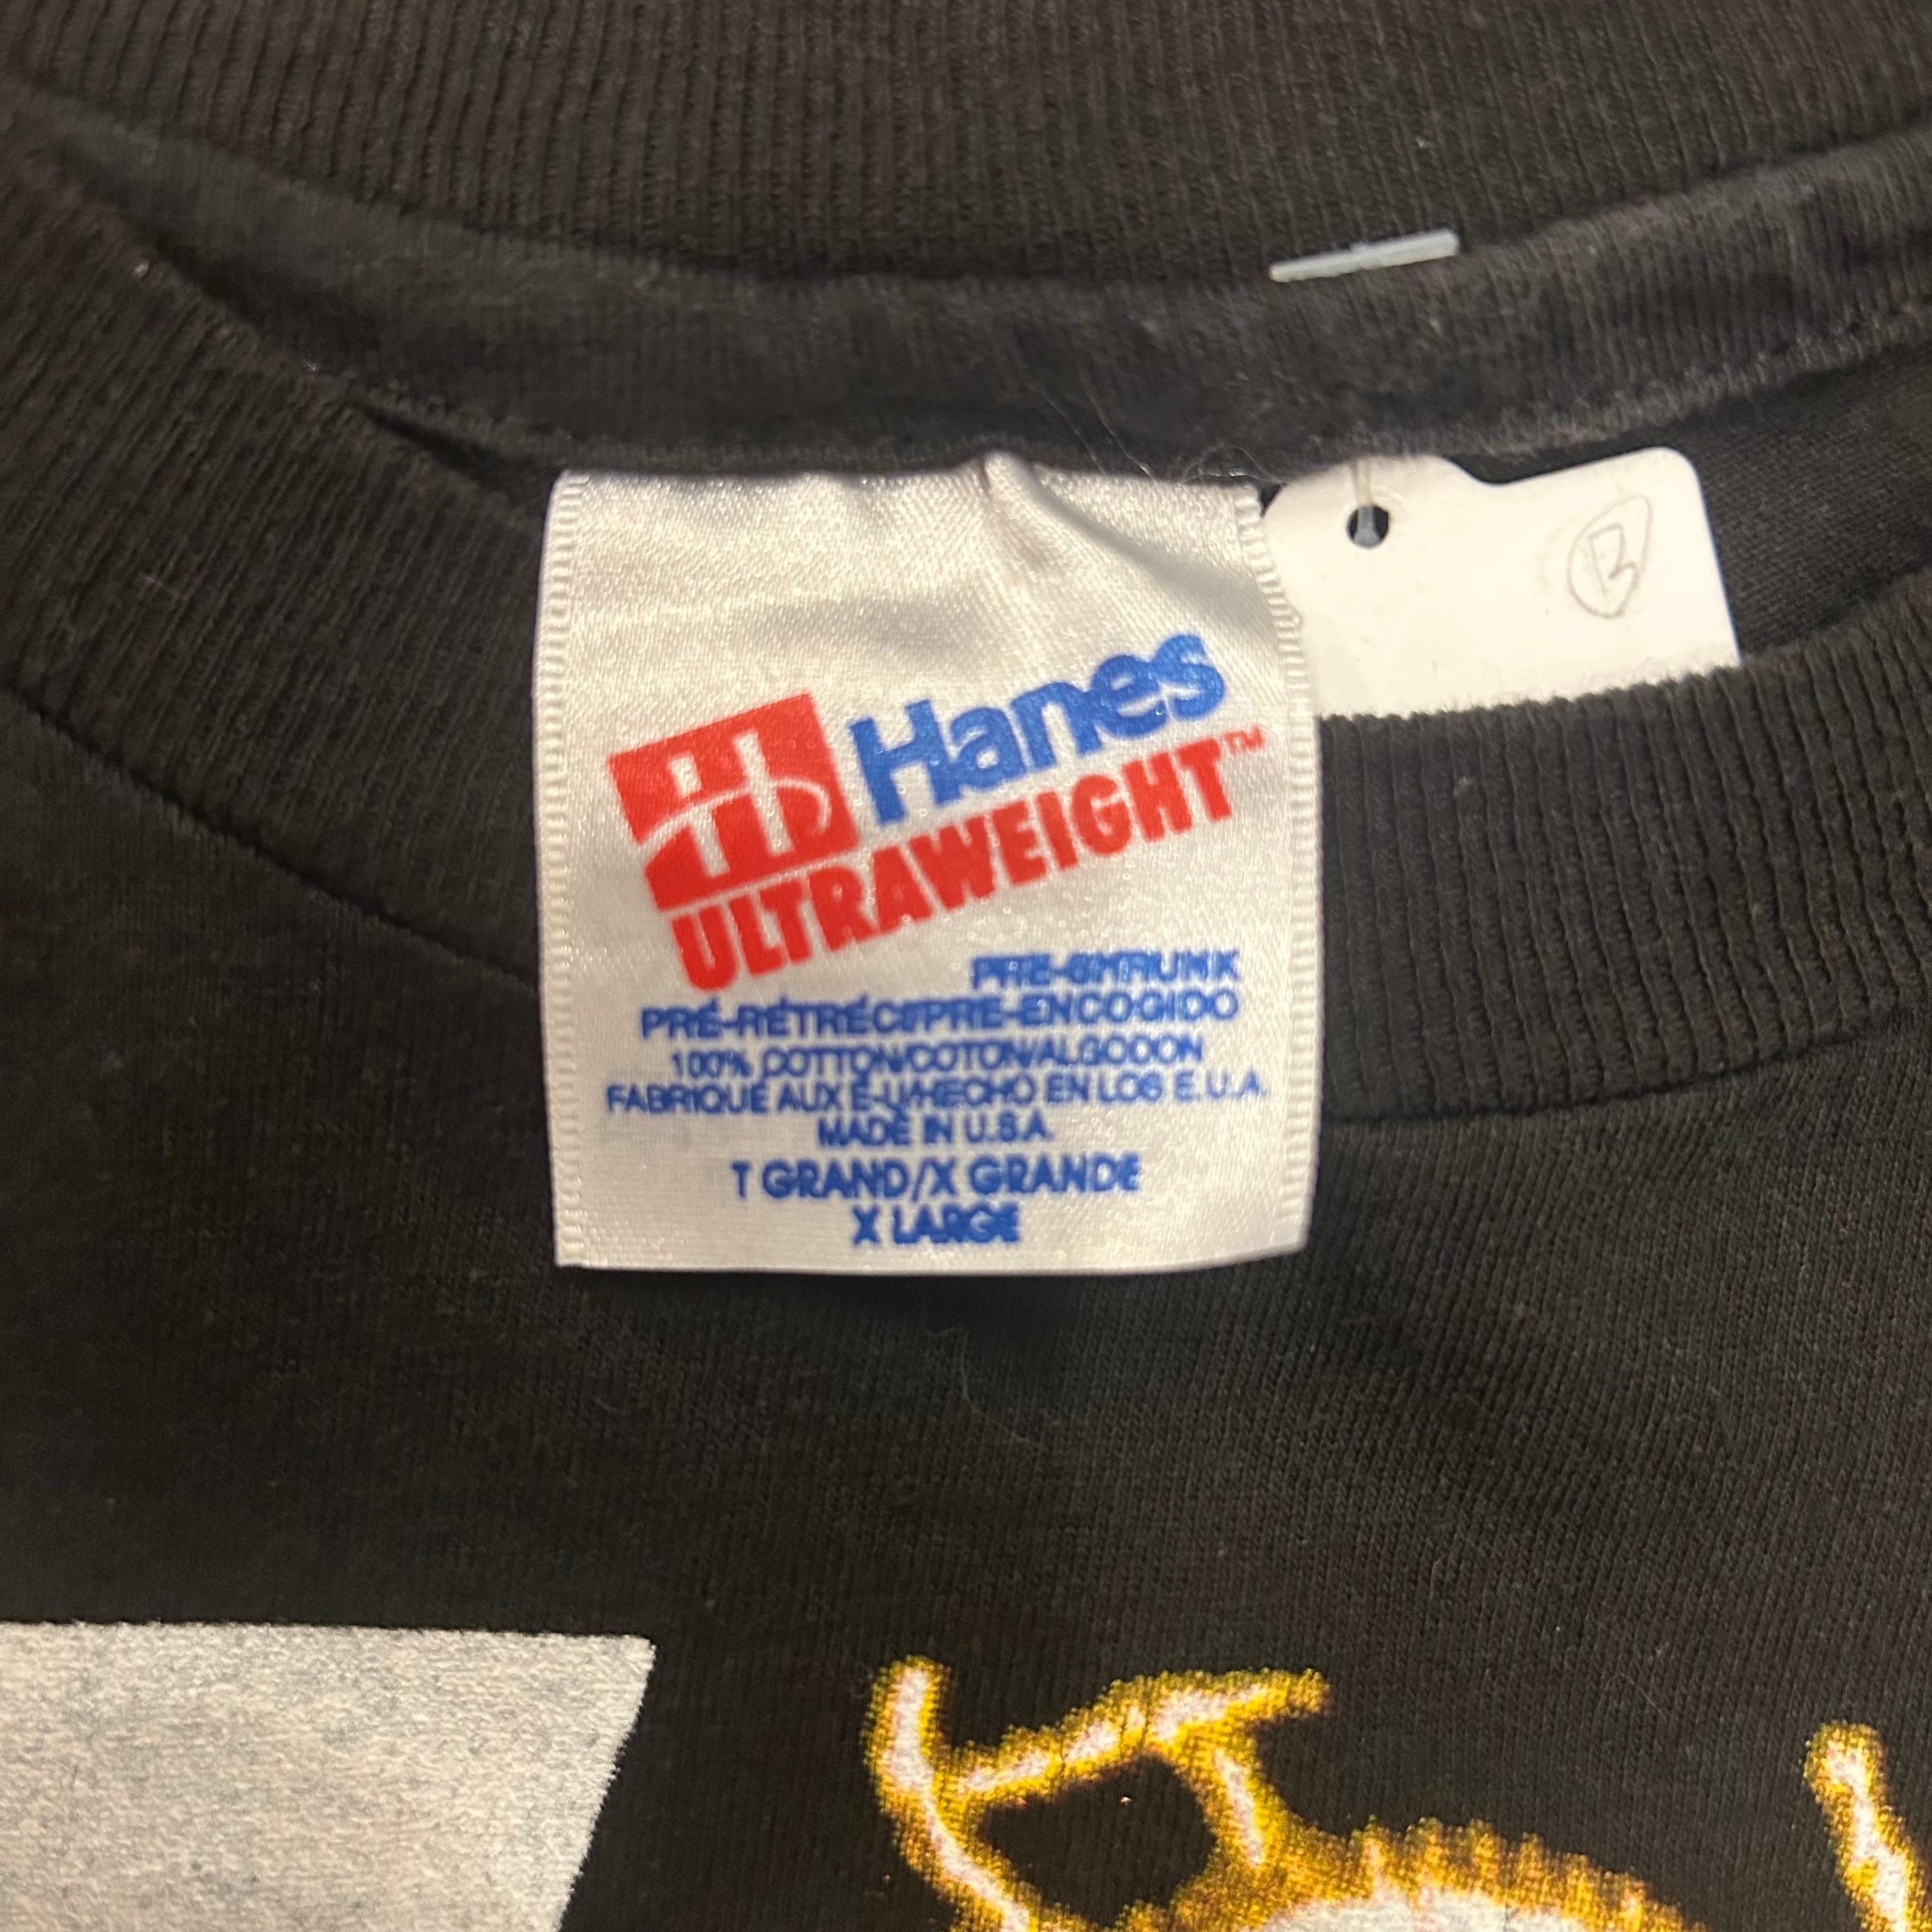 B
Hanes
ULTRAWEIGHT™
PRE-SHRUNK
PRÉ-RÉTRÉCI/PRE-ENCOGIDO
100% COTTON/COTON/ALGODON
FABRIQUÉ AUX É-U/HECHO EN LOS E.U.A.
MADE IN U.S.A.
T GRAND/X GRANDE
X LARGE